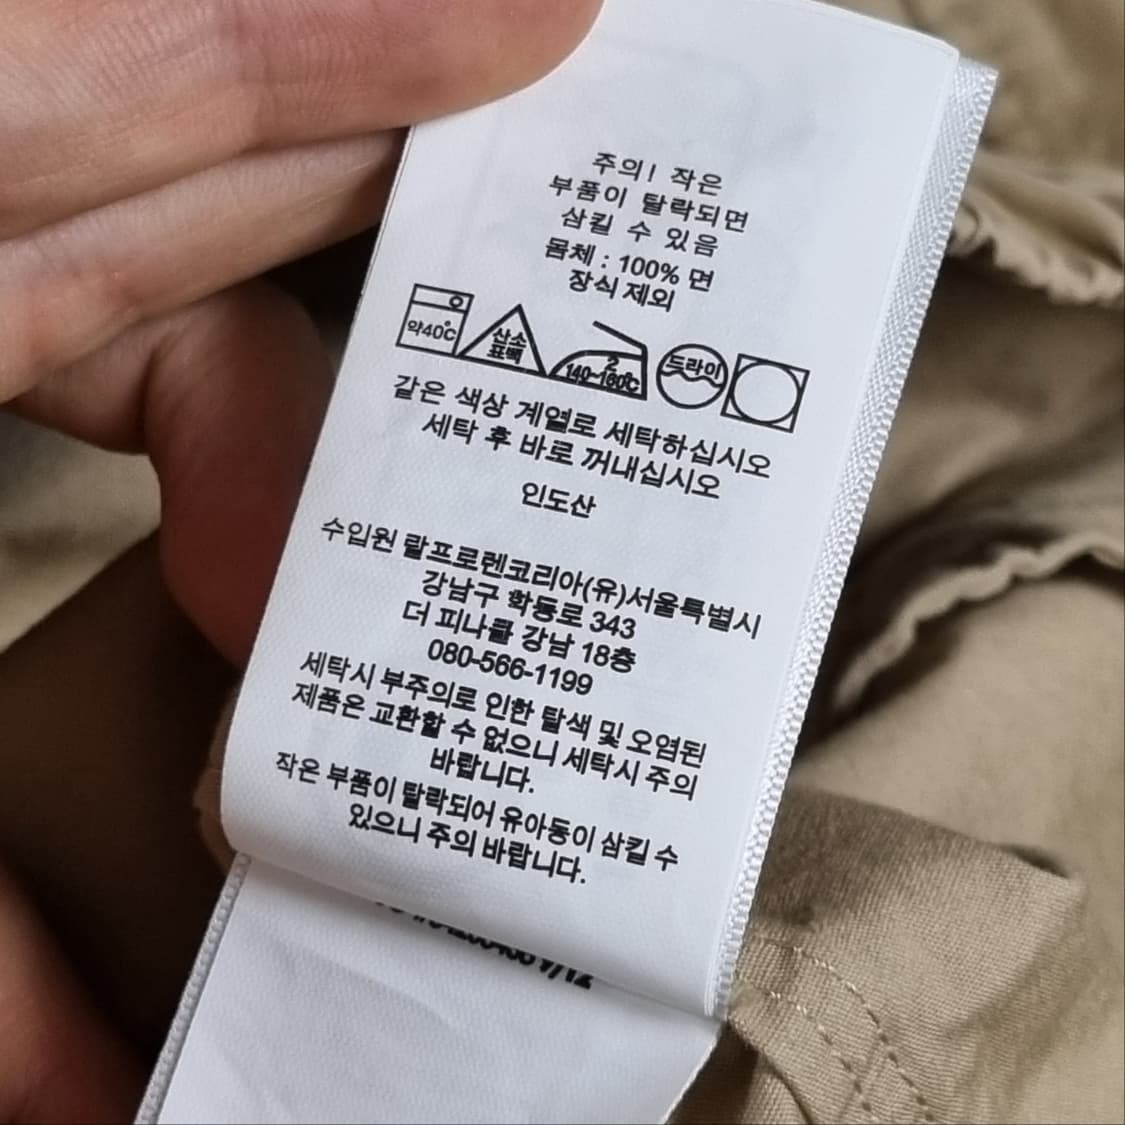 주의! 작은
부품이 탈락되면
삼킬 수 있음
몸체 : 100% 면
장식 제외
약40℃ 산소 표백 2 140~160℃ 드라이
같은 색상 계열로 세탁하십시오
세탁 후 바로 꺼내십시오
인도산
수입원 랄프로렌코리아(유)서울특별시
강남구 학동로 343
더 피나클 강남 18층
080-566-1199
세탁시 부주의로 인한 탈색 및 오염된
제품은 교환할 수 없으니 세탁시 주의
바랍니다.
작은 부품이 탈락되어 유아동이 삼킬 수
있으니 주의 바랍니다.